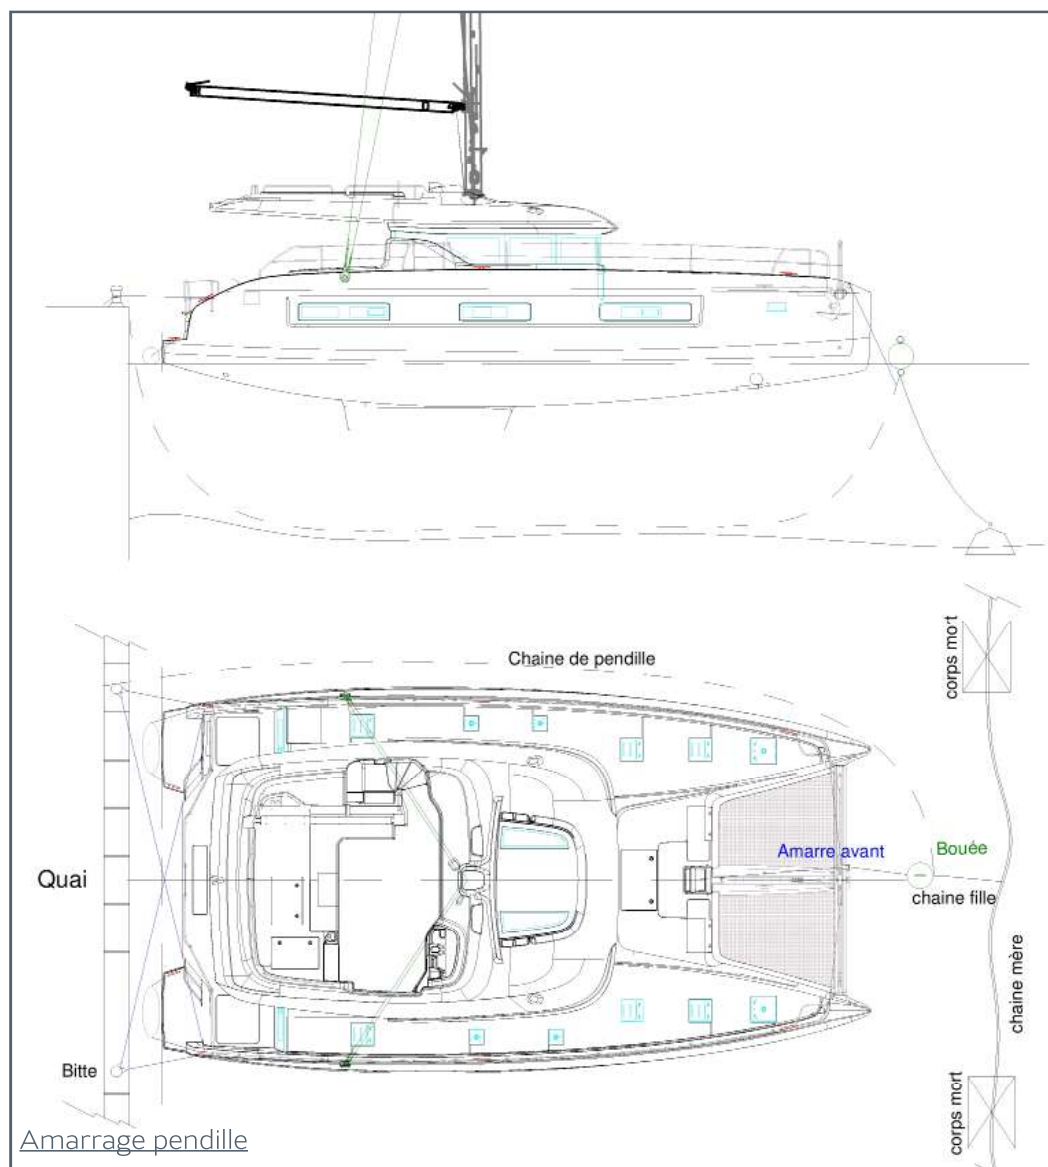 Chaine de pendille
corps mort
Amarre avant
Bouée
Quai
chaine fille
chaine mère
Bitte
corps mort
Amarrage pendille